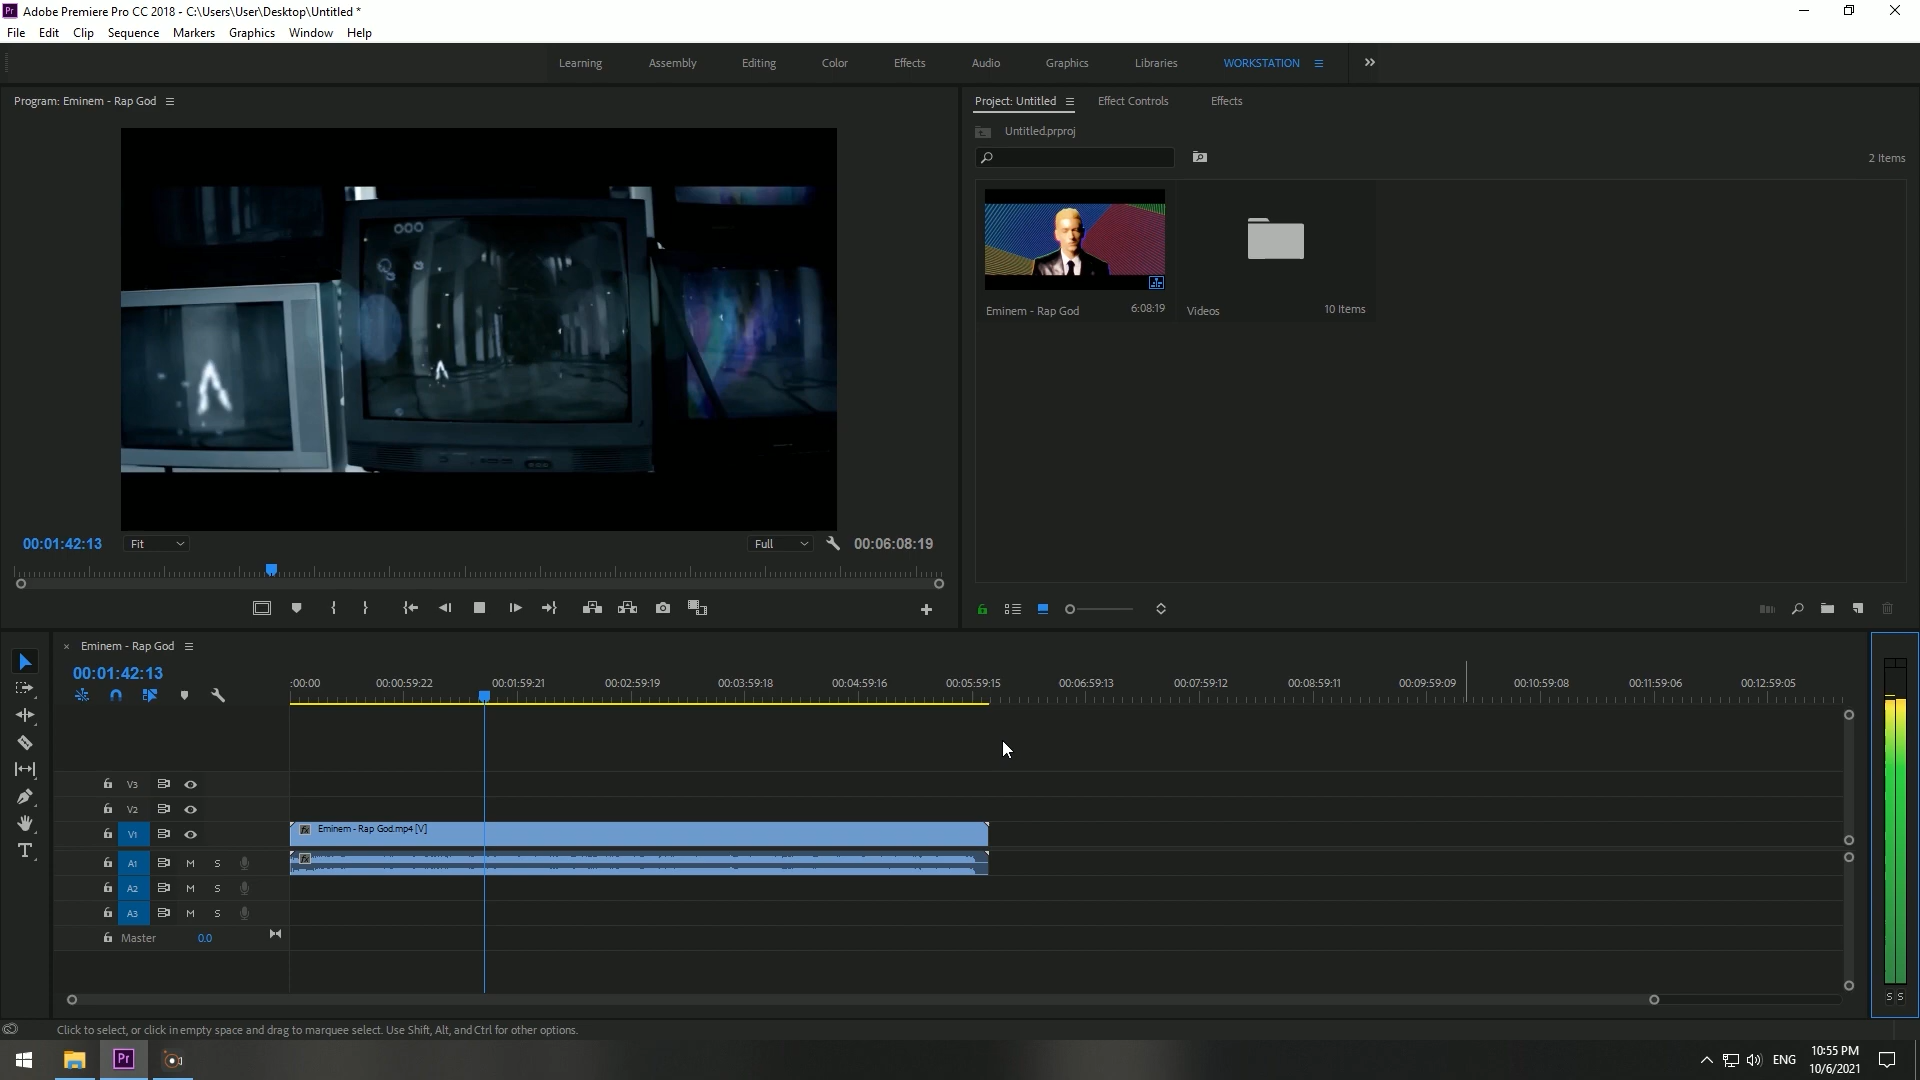 Pr Adobe Premiere Pro CC 2018 - C:\Users\User\Desktop\Untitled *
File Edit Clip Sequence Markers Graphics Window Help
Learning Assembly Editing Color Effects Audio Graphics Libraries WORKSTATION
Program: Eminem - Rap God
Project: Untitled Effect Controls Effects
Untitled.prproj
2 Items
Eminem - Rap God 6:08:19 Videos 10 Items
00:01:42:13 Fit Full 00:06:08:19
Eminem - Rap God
00:01:42:13
:00:00 00:00:59:22 00:01:59:21 00:02:59:19 00:03:59:18 00:04:59:16 00:05:59:15 00:06:59:13 00:07:59:12 00:08:59:11 00:09:59:09 00:10:59:08 00:11:59:06 00:12:59:05
V3
V2
V1 fx Eminem - Rap God.mp4 [V]
A1 M S fx
A2 M S
A3 M S
Master 0.0
S S
Click to select, or click in empty space and drag to marquee select. Use Shift, Alt, and Ctrl for other options.
Pr ENG 10:55 PM
10/6/2021